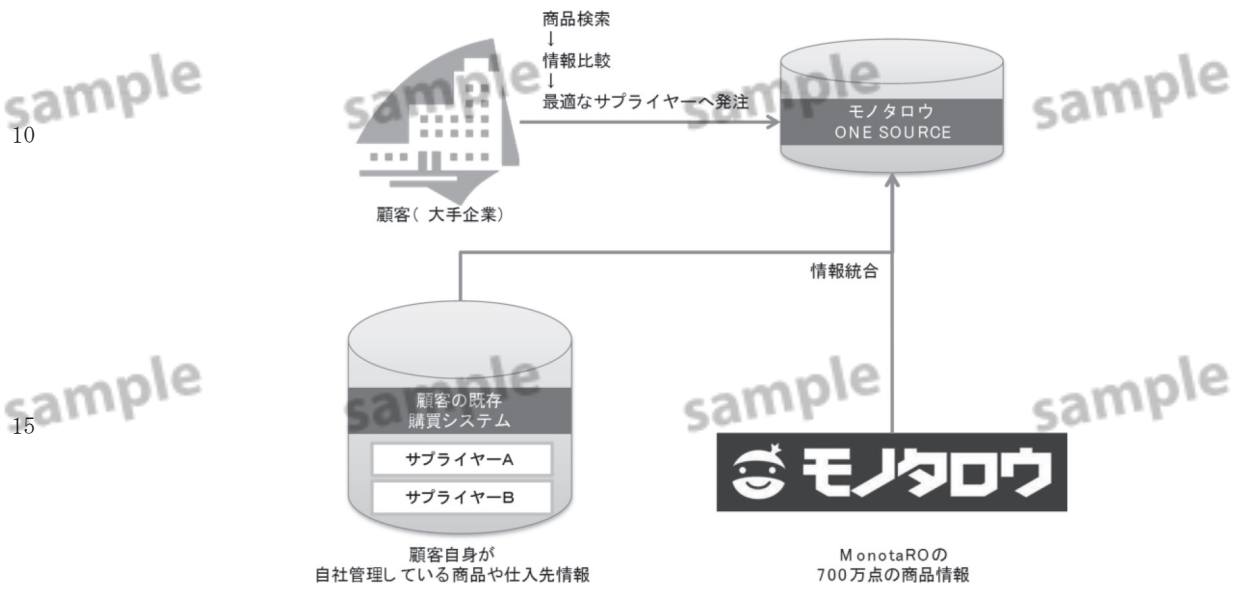 商品検索
↓
情報比較
↓
最適なサプライヤーへ発注
モノタロウ
ONE SOURCE
sample
sample
sample
sample
10
顧客( 大手企業)
情報統合
顧客の既存
購買システム
サプライヤーA
サプライヤーB
sample
sample
sample
sample
15
モノタロウ
顧客自身が
自社管理し ている商品や仕入先情報
MonotaROの
700万点の商品情報